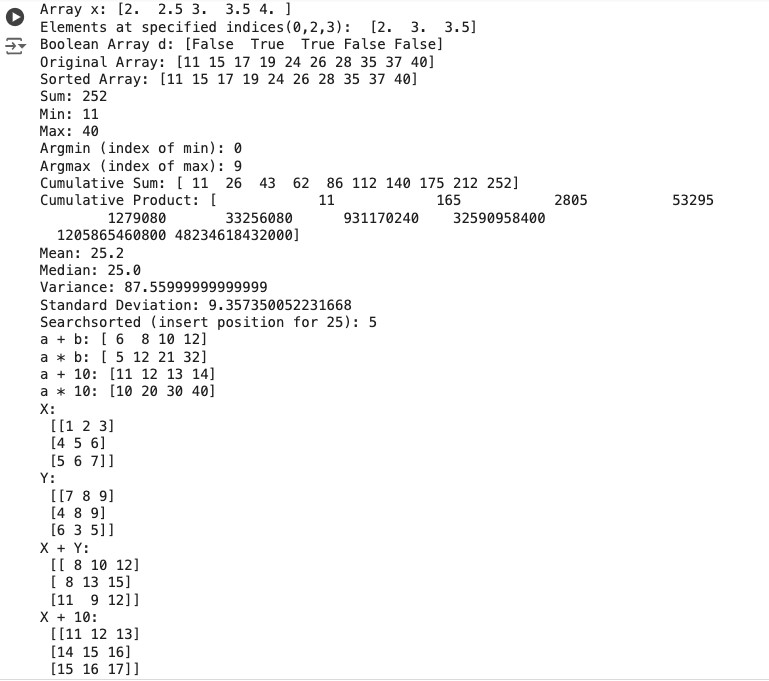 Array x: [2.  2.5 3.  3.5 4. ]
Elements at specified indices(0,2,3):  [2.  3.  3.5]
Boolean Array d: [False  True  True False False]
Original Array: [11 15 17 19 24 26 28 35 37 40]
Sorted Array: [11 15 17 19 24 26 28 35 37 40]
Sum: 252
Min: 11
Max: 40
Argmin (index of min): 0
Argmax (index of max): 9
Cumulative Sum: [ 11  26  43  62  86 112 140 175 212 252]
Cumulative Product: [            11            165           2805          53295
        1279080       33256080      931170240    32590958400
  1205865460800 48234618432000]
Mean: 25.2
Median: 25.0
Variance: 87.55999999999999
Standard Deviation: 9.357350052231668
Searchsorted (insert position for 25): 5
a + b: [ 6  8 10 12]
a * b: [ 5 12 21 32]
a + 10: [11 12 13 14]
a * 10: [10 20 30 40]
X:
 [[1 2 3]
 [4 5 6]
 [5 6 7]]
Y:
 [[7 8 9]
 [4 8 9]
 [6 3 5]]
X + Y:
 [[ 8 10 12]
 [ 8 13 15]
 [11  9 12]]
X + 10:
 [[11 12 13]
 [14 15 16]
 [15 16 17]]